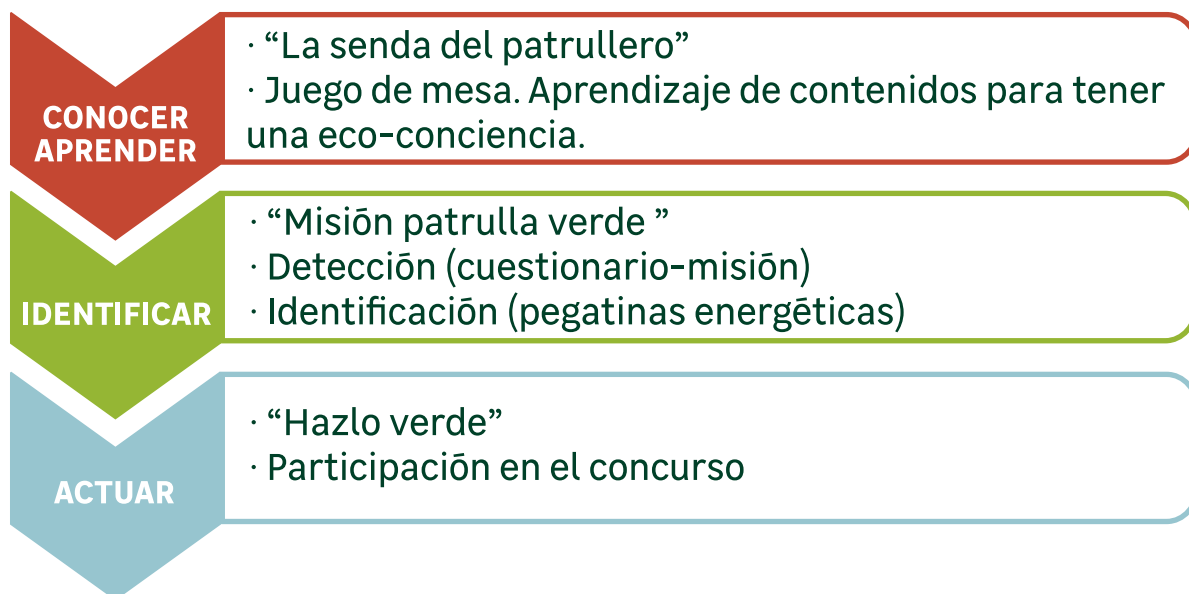 CONOCER
APRENDER
· “La senda del patrullero”
· Juego de mesa. Aprendizaje de contenidos para tener
una eco-conciencia.
IDENTIFICAR
· “Misión patrulla verde ”
· Detección (cuestionario-misión)
· Identificación (pegatinas energéticas)
ACTUAR
· “Hazlo verde”
· Participación en el concurso